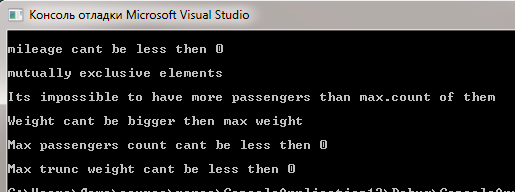 Консоль отладки Microsoft Visual Studio
mileage cant be less then 0
mutually exclusive elements
Its impossible to have more passengers than max.count of them
Weight cant be bigger then max weight
Max passengers count cant be less then 0
Max trunc weight cant be less then 0